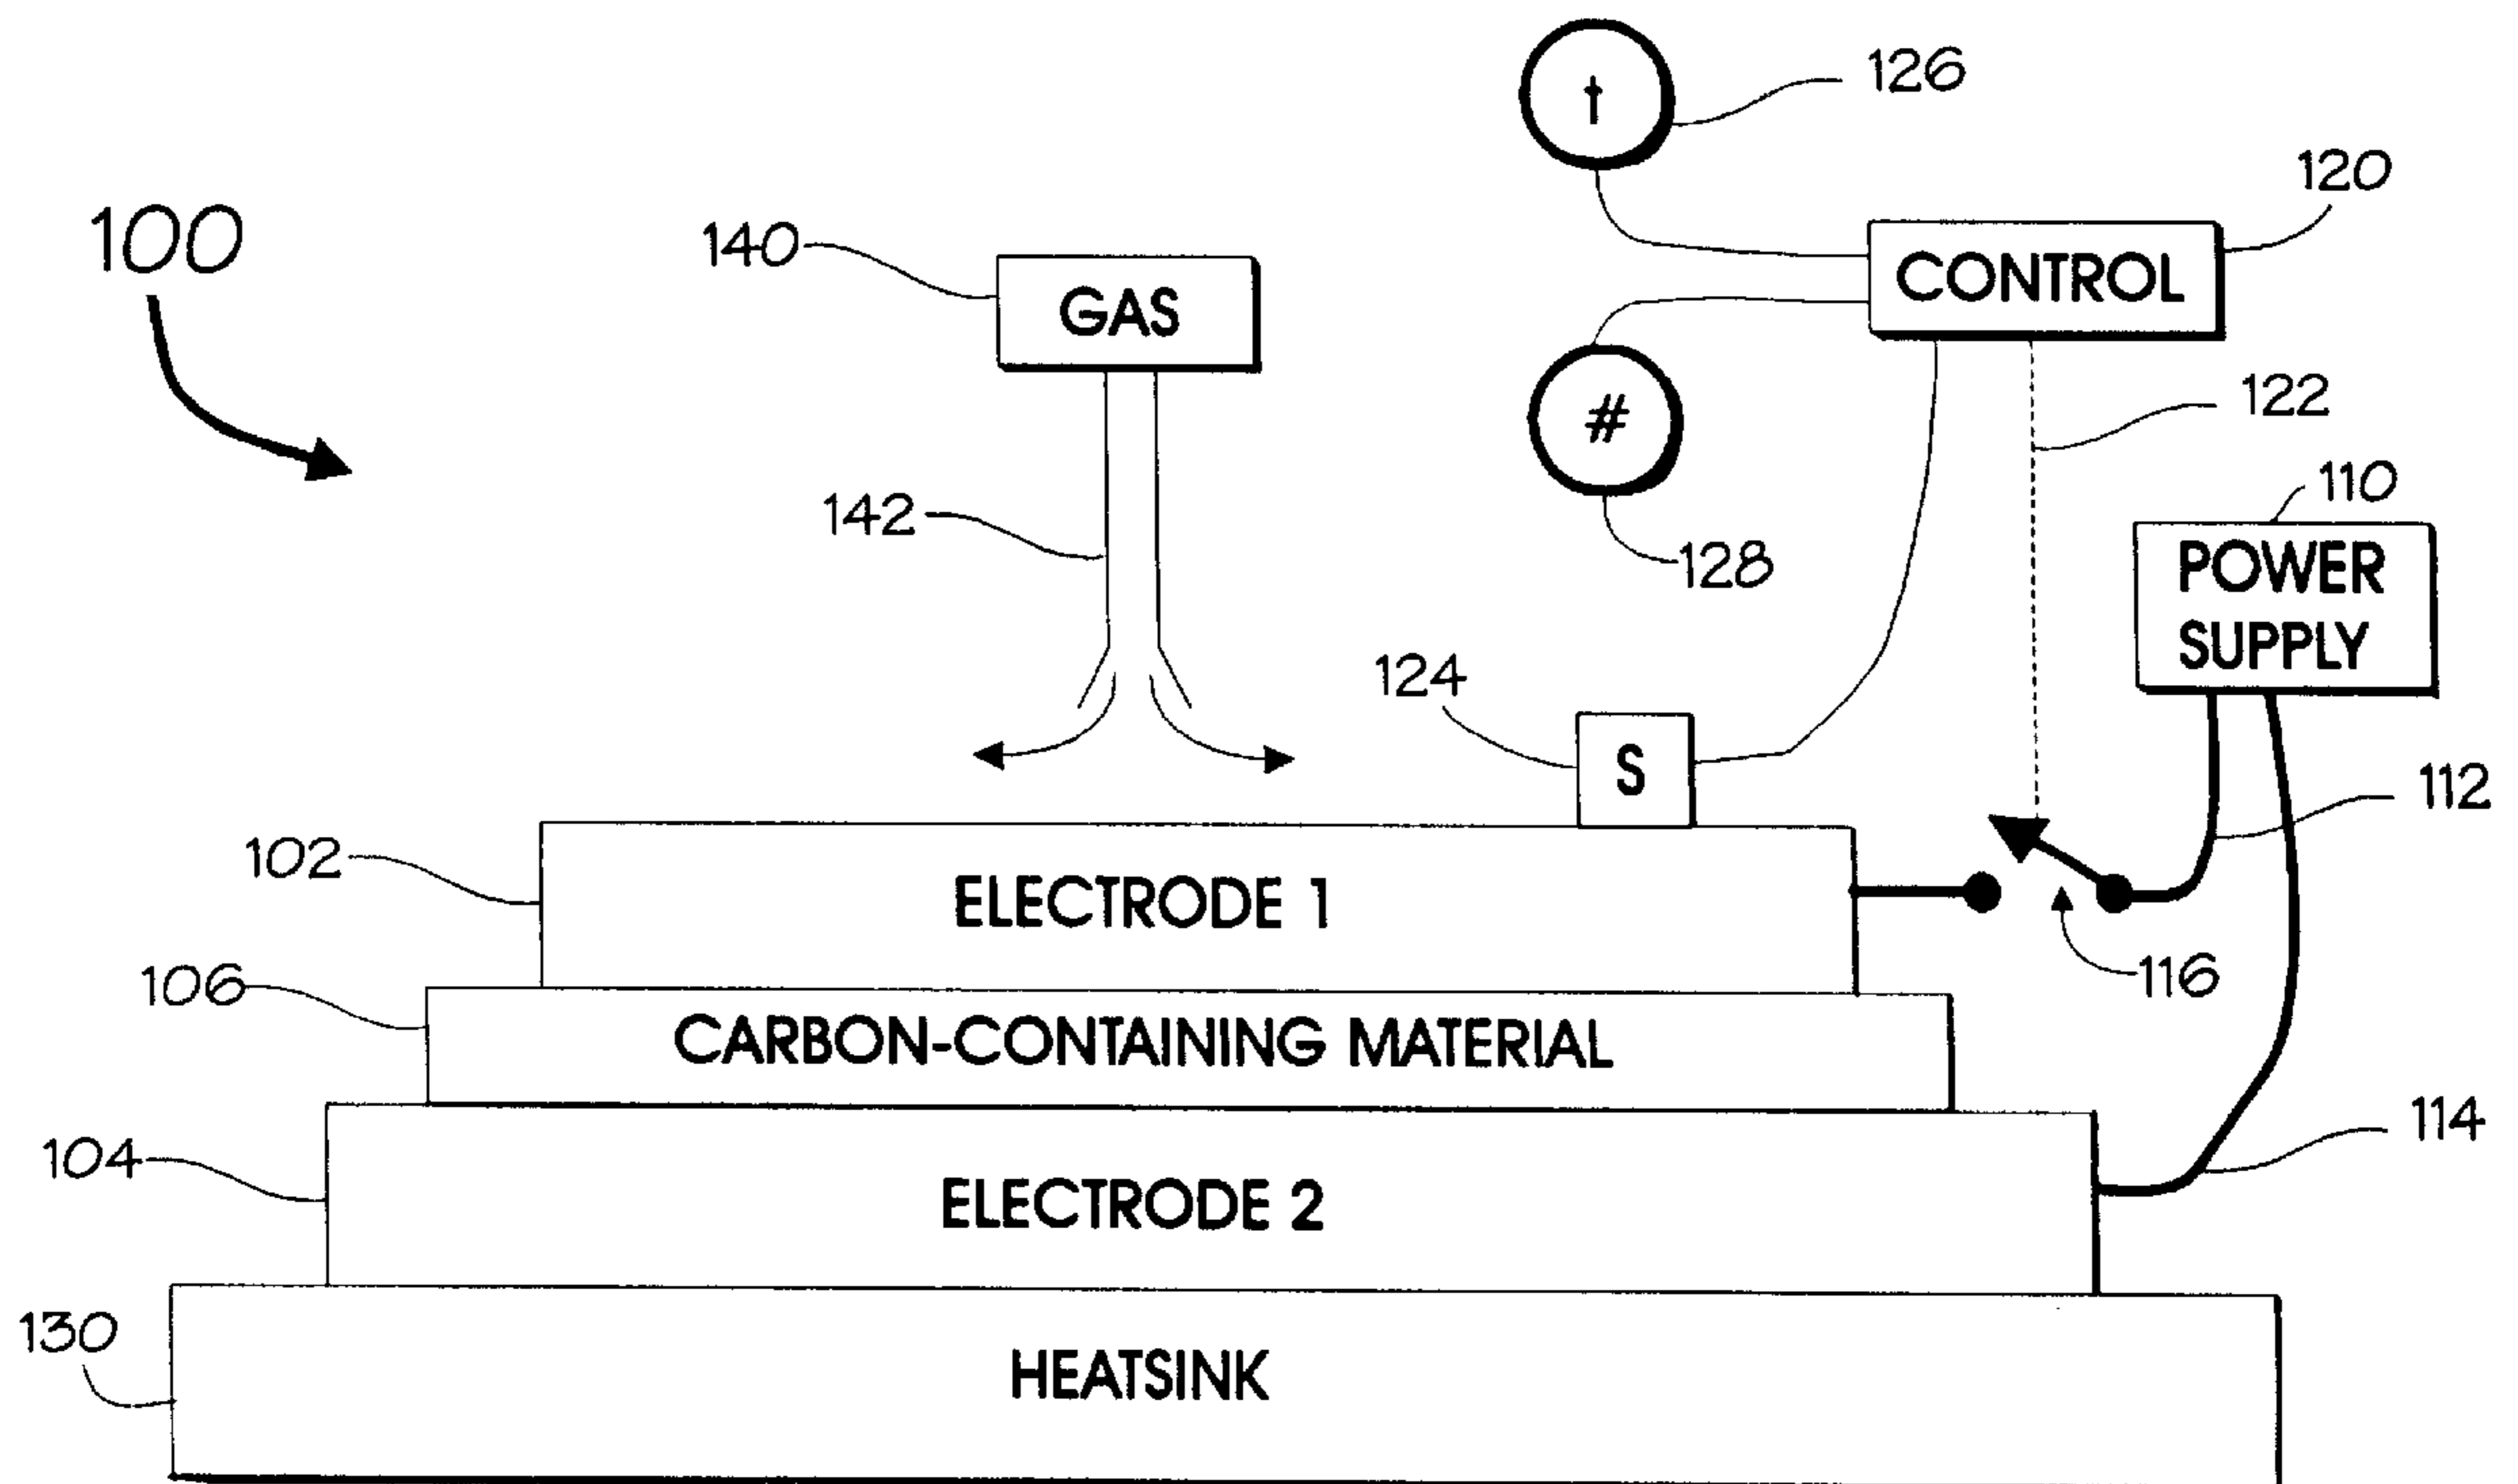 126
t
120
100
140
CONTROL
GAS
122
#
110
142
128
POWER
SUPPLY
124
S
112
102
ELECTRODE 1
116
106
CARBON-CONTAINING MATERIAL
114
104
ELECTRODE 2
130
HEATSINK